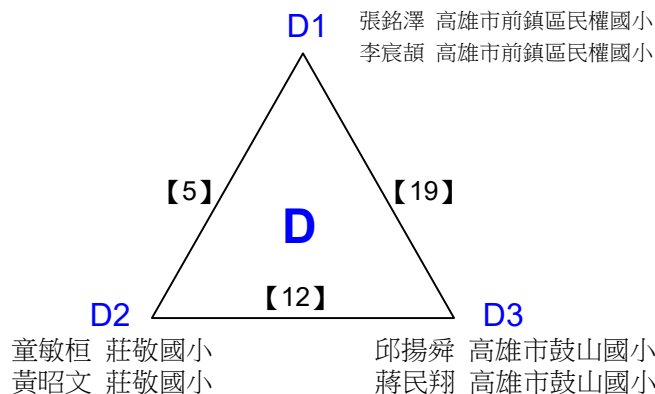 D1
張銘澤 高雄市前鎮區民權國小
李宸頡 高雄市前鎮區民權國小
【5】
【19】
D
【12】
D2
D3
童敏桓 莊敬國小
黃昭文 莊敬國小
邱揚舜 高雄市鼓山國小
蔣民翔 高雄市鼓山國小